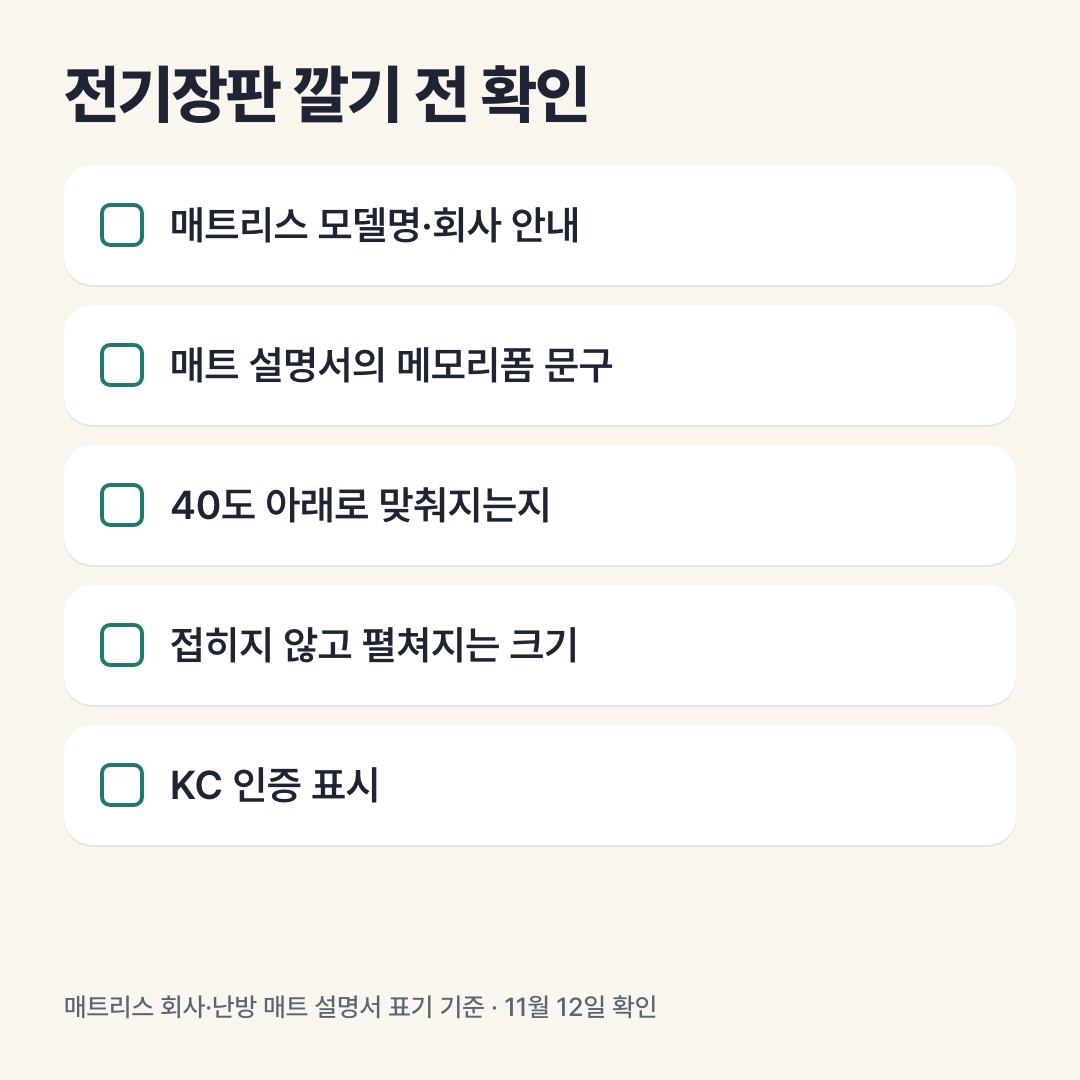 전기장판 깔기 전 확인
매트리스 모델명·회사 안내
매트 설명서의 메모리폼 문구
40도 아래로 맞춰지는지
접히지 않고 펼쳐지는 크기
KC 인증 표시
매트리스 회사·난방 매트 설명서 표기 기준 · 11월 12일 확인